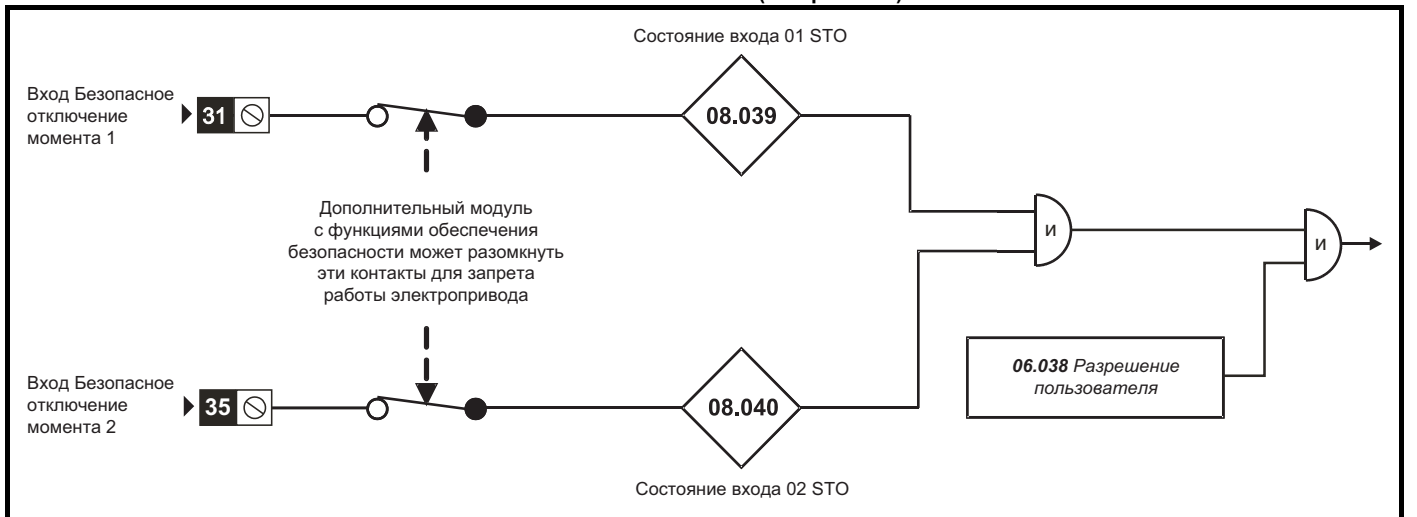 Состояние входа 01 STO
Вход Безопасное
отключение
момента 1
31
08.039
Дополнительный модуль
с функциями обеспечения
безопасности может разомкнуть
эти контакты для запрета
работы электропривода
и
и
06.038 Разрешение
пользователя
Вход Безопасное
отключение
момента 2
35
08.040
Состояние входа 02 STO